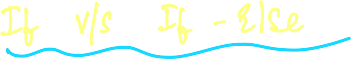 If v/s If - Else